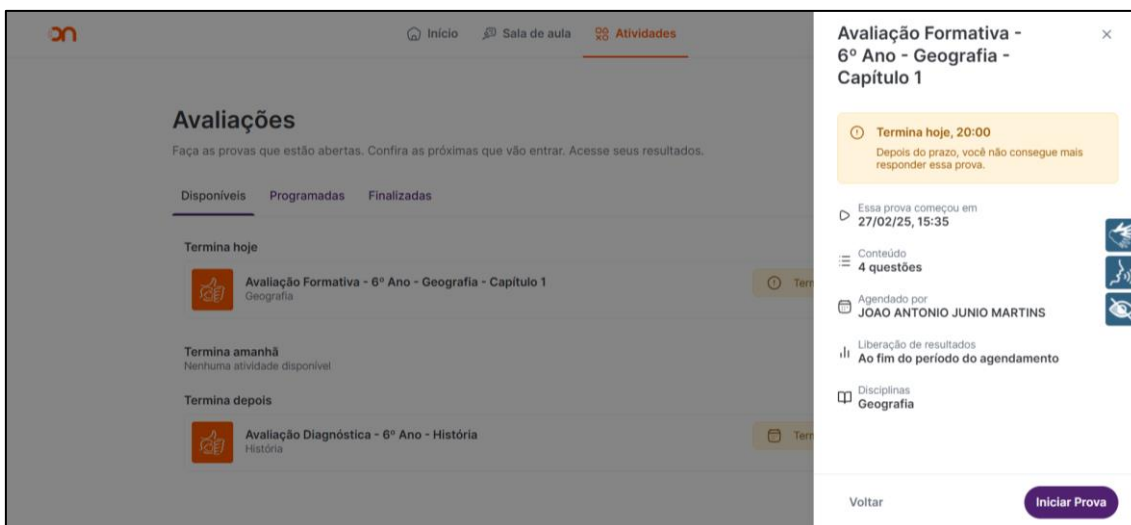 Início
Sala de aula
Atividades
Avaliações
Faça as provas que estão abertas. Confira as próximas que vão entrar. Acesse seus resultados.
Disponíveis
Programadas
Finalizadas
Termina hoje
Avaliação Formativa - 6º Ano - Geografia - Capítulo 1
Geografia
Term
Termina amanhã
Nenhuma atividade disponível
Termina depois
Avaliação Diagnóstica - 6º Ano - História
História
Term
Avaliação Formativa -
6º Ano - Geografia -
Capítulo 1
Termina hoje, 20:00
Depois do prazo, você não consegue mais
responder essa prova.
Essa prova começou em
27/02/25, 15:35
Conteúdo
4 questões
Agendado por
JOAO ANTONIO JUNIO MARTINS
Liberação de resultados
Ao fim do período do agendamento
Disciplinas
Geografia
Voltar
Iniciar Prova